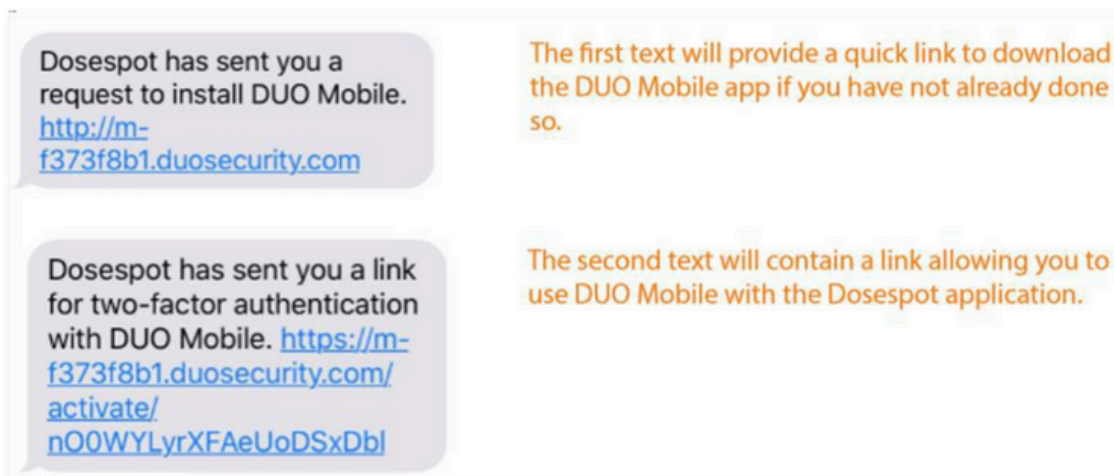 Dosespot has sent you a
request to install DUO Mobile.
http://m-
f373f8b1.duosecurity.com
The first text will provide a quick link to download
the DUO Mobile app if you have not already done
so.
Dosespot has sent you a link
for two-factor authentication
with DUO Mobile. https://m-
f373f8b1.duosecurity.com/
activate/
nO0WYLyrXFAeUoDSxDbl
The second text will contain a link allowing you to
use DUO Mobile with the Dosespot application.